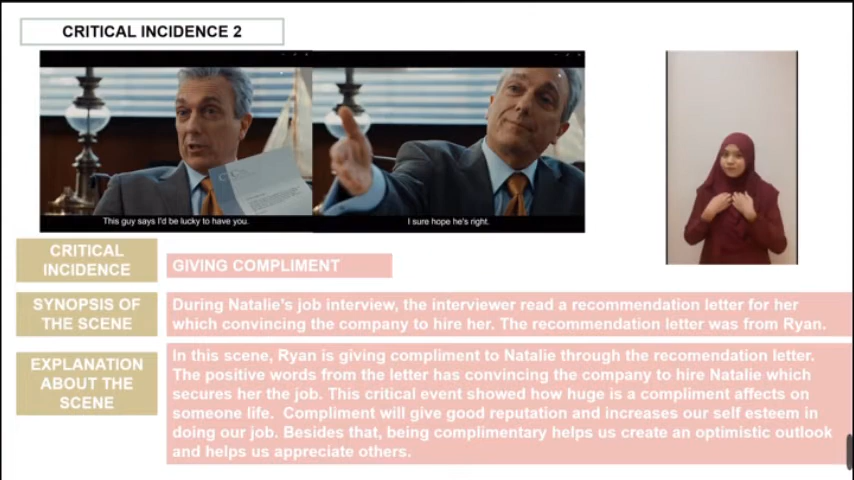 CRITICAL INCIDENCE 2
This guy says I'd be lucky to have you.
I sure hope he's right.
CRITICAL
INCIDENCE
GIVING COMPLIMENT
SYNOPSIS OF
THE SCENE
During Natalie's job interview, the interviewer read a recommendation letter for her
which convincing the company to hire her. The recommendation letter was from Ryan.
EXPLANATION
ABOUT THE
SCENE
In this scene, Ryan is giving compliment to Natalie through the recomendation letter.
The positive words from the letter has convincing the company to hire Natalie which
secures her the job. This critical event showed how huge is a compliment affects on
someone life. Compliment will give good reputation and increases our self esteem in
doing our job. Besides that, being complimentary helps us create an optimistic outlook
and helps us appreciate others.